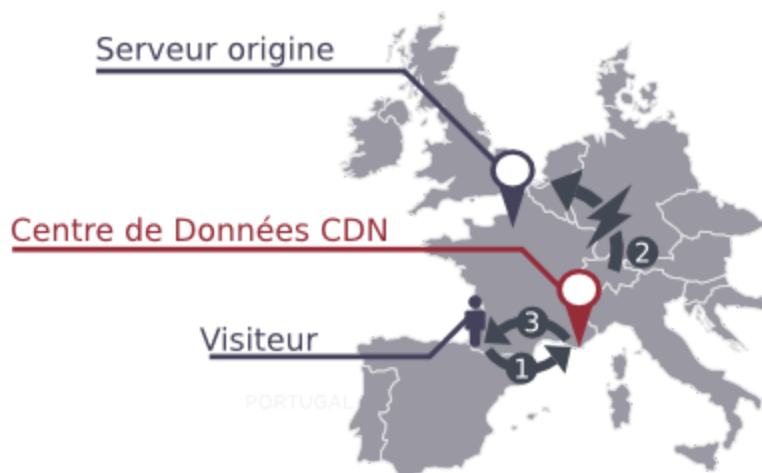 Serveur origine
2
Centre de Données CDN
3
Visiteur
1
PORTUGAL